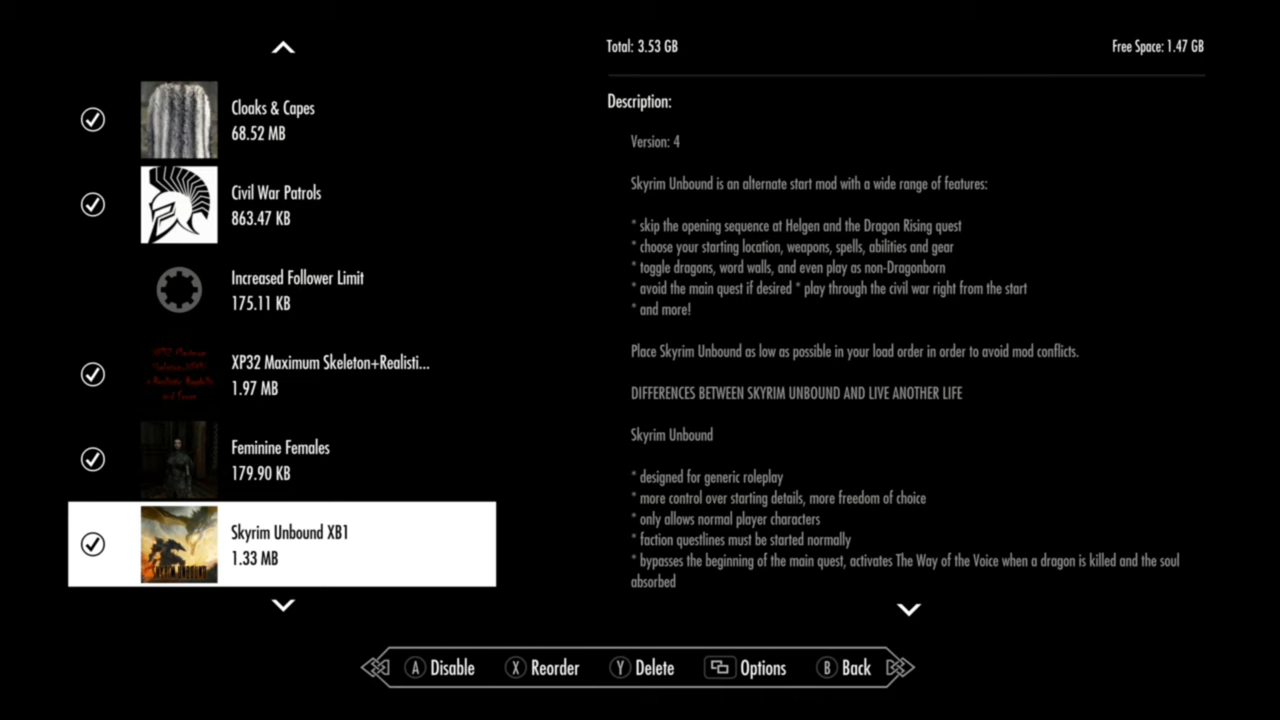 Total: 3.53 GB
Free Space: 1.47 GB
Cloaks & Capes
68.52 MB
Civil War Patrols
863.47 KB
Increased Follower Limit
175.11 KB
XP32 Maximum Skeleton+Realisti...
1.97 MB
Feminine Females
179.90 KB
Skyrim Unbound XB1
1.33 MB
SKYRIM UNBOUND
Description:
Version: 4
Skyrim Unbound is an alternate start mod with a wide range of features:
* skip the opening sequence at Helgen and the Dragon Rising quest
* choose your starting location, weapons, spells, abilities and gear
* toggle dragons, word walls, and even play as non-Dragonborn
* avoid the main quest if desired * play through the civil war right from the start
* and more!
Place Skyrim Unbound as low as possible in your load order in order to avoid mod conflicts.
DIFFERENCES BETWEEN SKYRIM UNBOUND AND LIVE ANOTHER LIFE
Skyrim Unbound
* designed for generic roleplay
* more control over starting details, more freedom of choice
* only allows normal player characters
* faction questlines must be started normally
* bypasses the beginning of the main quest, activates The Way of the Voice when a dragon is killed and the soul
absorbed
A Disable
X Reorder
Y Delete
Options
B Back